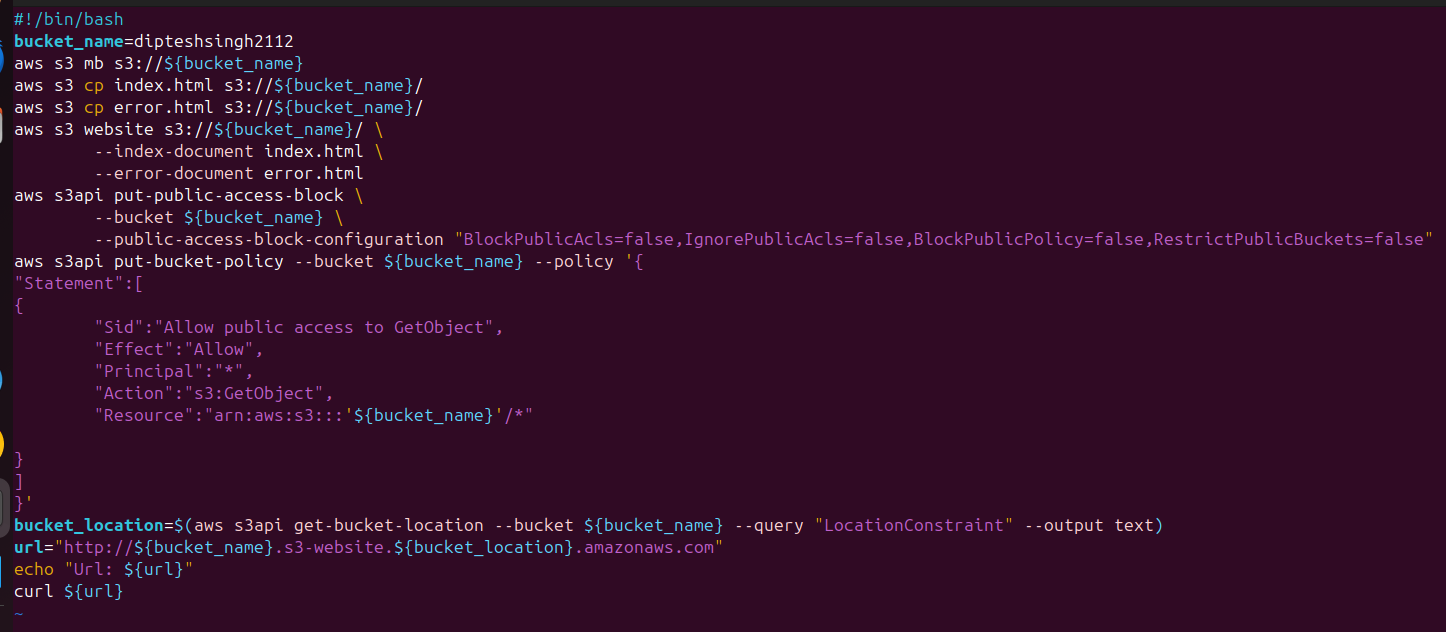 #!/bin/bash
bucket_name=dipteshsingh2112
aws s3 mb s3://${bucket_name}
aws s3 cp index.html s3://${bucket_name}/
aws s3 cp error.html s3://${bucket_name}/
aws s3 website s3://${bucket_name}/ \
        --index-document index.html \
        --error-document error.html
aws s3api put-public-access-block \
        --bucket ${bucket_name} \
        --public-access-block-configuration "BlockPublicAcls=false,IgnorePublicAcls=false,BlockPublicPolicy=false,RestrictPublicBuckets=false"
aws s3api put-bucket-policy --bucket ${bucket_name} --policy '{
"Statement":[
{
        "Sid":"Allow public access to GetObject",
        "Effect":"Allow",
        "Principal":"*",
        "Action":"s3:GetObject",
        "Resource":"arn:aws:s3:::'${bucket_name}'/*"
}
]
}'
bucket_location=$(aws s3api get-bucket-location --bucket ${bucket_name} --query "LocationConstraint" --output text)
url="http://${bucket_name}.s3-website.${bucket_location}.amazonaws.com"
echo "Url: ${url}"
curl ${url}
~